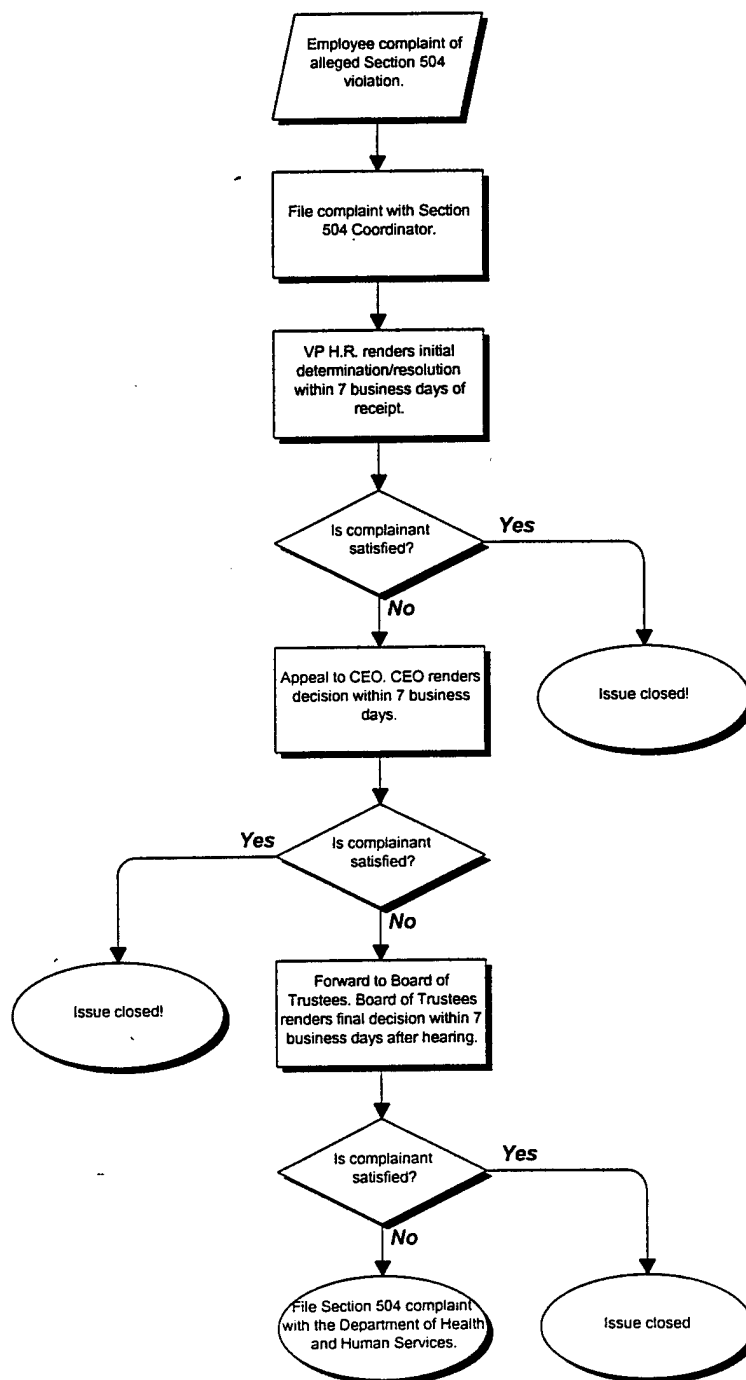 Employee complaint of
alleged Section 504
violation.
File complaint with Section
504 Coordinator.
VP H.R. renders initial
determination/resolution
within 7 business days of
receipt.
Is complainant
satisfied?
Yes
No
Appeal to CEO. CEO renders
decision within 7 business
days.
Issue closed!
Is complainant
satisfied?
Yes
No
Issue closed!
Forward to Board of
Trustees. Board of Trustees
renders final decision within 7
business days after hearing.
Is complainant
satisfied?
Yes
No
File Section 504 complaint
with the Department of Health
and Human Services.
Issue closed